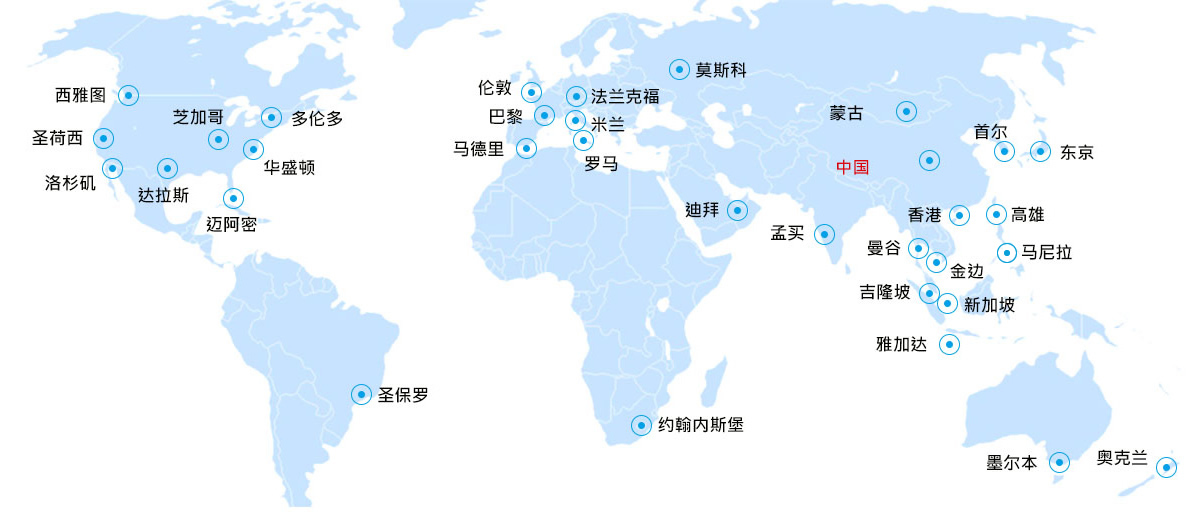 莫斯科
伦敦
西雅图
法兰克福
蒙古
巴黎
芝加哥
多伦多
米兰
首尔
圣荷西
马德里
东京
罗马
华盛顿
中国
洛杉矶
达拉斯
迪拜
香港
高雄
迈阿密
孟买
曼谷
马尼拉
金边
吉隆坡
新加坡
雅加达
圣保罗
约翰内斯堡
奥克兰
墨尔本